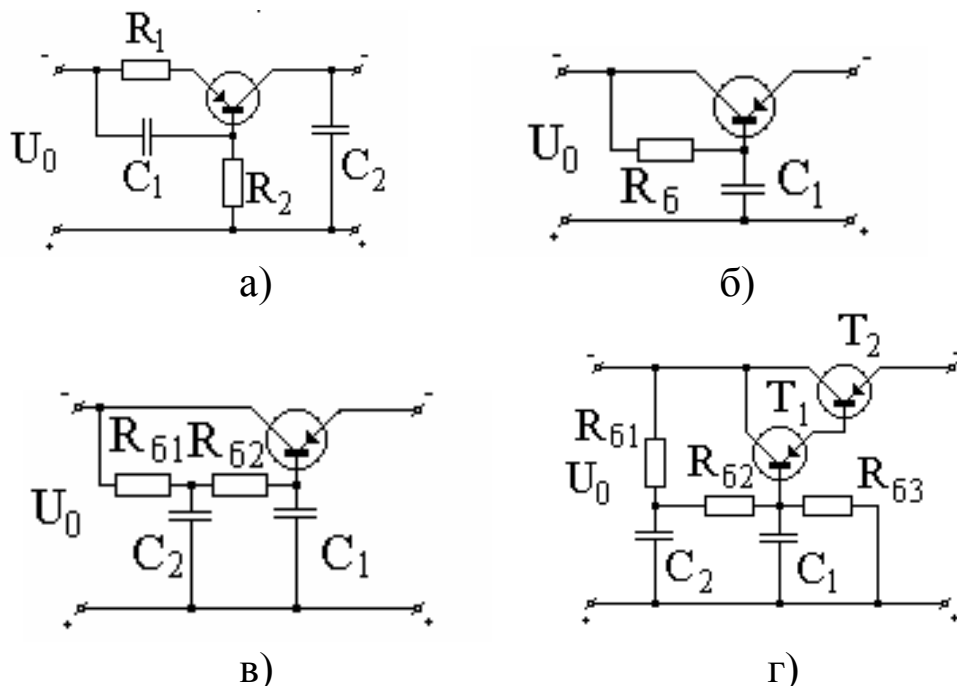 - R₁ -
U₀ C₁ R₂ C₂
+ +
а)
- -
U₀ Rб C₁
+ +
б)
- -
Rб1 Rб2
U₀ C₂ C₁
+ +
в)
T₂
- T₁ -
Rб1 Rб2 Rб3
U₀ C₂ C₁
+ +
г)